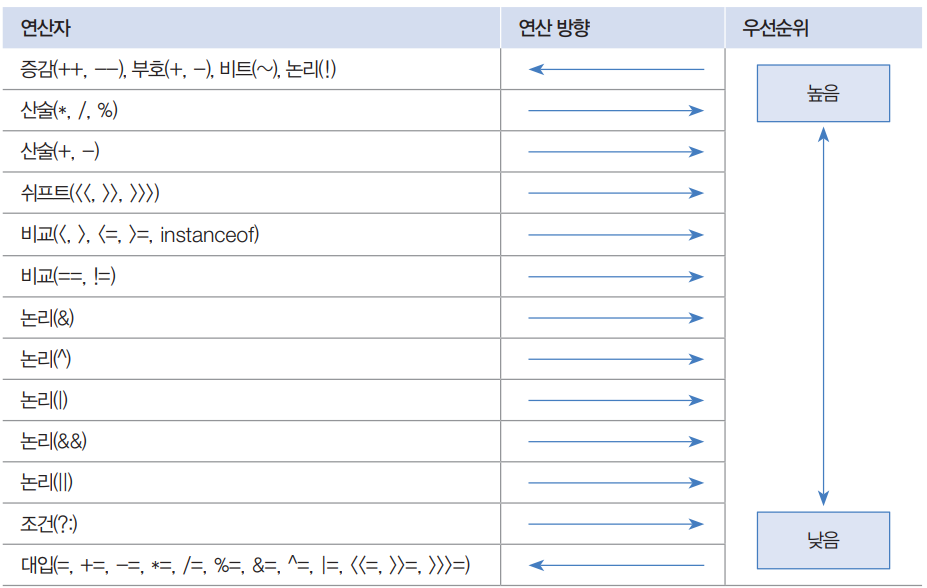 연산자 연산 방향 우선순위
증감(++, --), 부호(+, -), 비트(~), 논리(!)
높음
산술(*, /, %)
산술(+, -)
쉬프트(〈〈, 〉〉, 〉〉〉)
비교(〈, 〉, 〈=, 〉=, instanceof)
비교(==, !=)
논리(&)
논리(^)
논리(|)
논리(&&)
논리(||)
조건(?:)
낮음
대입(=, +=, -=, *=, /=, %=, &=, ^=, |=, 〈〈=, 〉〉=, 〉〉〉=)